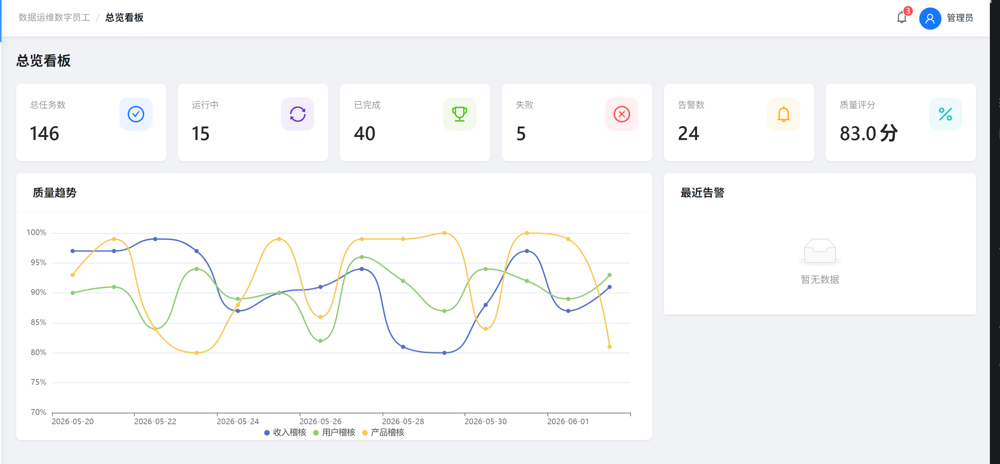 数据运维数字员工 / 总览看板
3
管理员
总览看板
总任务数
146
运行中
15
已完成
40
失败
5
告警数
24
质量评分
83.0 分
质量趋势
100%
95%
90%
85%
80%
75%
70%
2026-05-20 2026-05-22 2026-05-24 2026-05-26 2026-05-28 2026-05-30 2026-06-01
收入稽核 用户稽核 产品稽核
最近告警
暂无数据